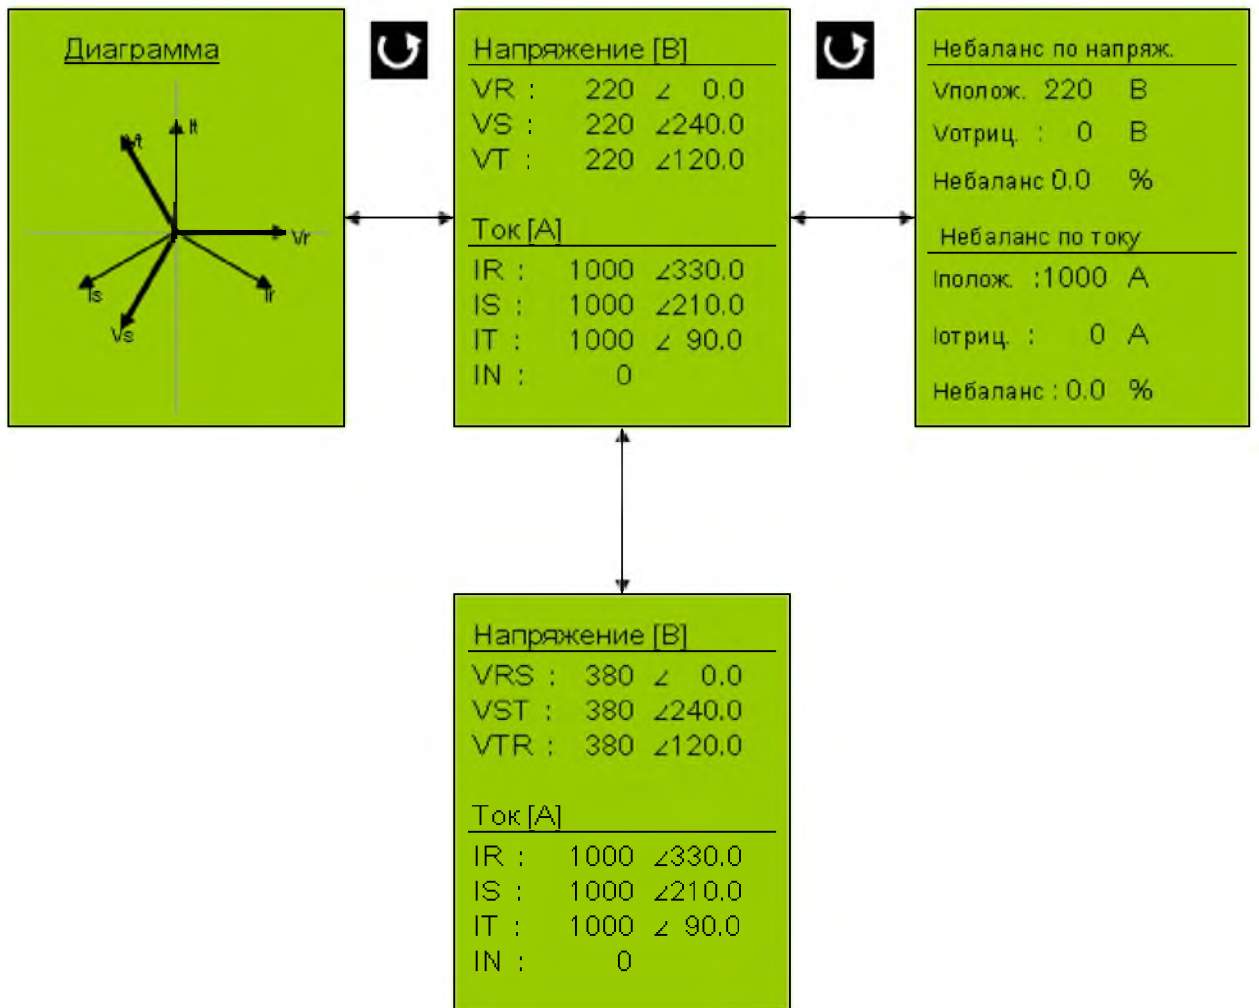 Диаграмма
It
Vt
Vr
Is
Ir
Vs
Напряжение [В]
VR : 220 ∠ 0.0
VS : 220 ∠240.0
VT : 220 ∠120.0
Ток [А]
IR : 1000 ∠330.0
IS : 1000 ∠210.0
IT : 1000 ∠ 90.0
IN : 0
Небаланс по напряж.
Vполож. 220 В
Vотриц. : 0 В
Небаланс 0.0 %
Небаланс по току
Iполож. :1000 А
Iотриц. : 0 А
Небаланс : 0.0 %
Напряжение [В]
VRS : 380 ∠ 0.0
VST : 380 ∠240.0
VTR : 380 ∠120.0
Ток [А]
IR : 1000 ∠330.0
IS : 1000 ∠210.0
IT : 1000 ∠ 90.0
IN : 0